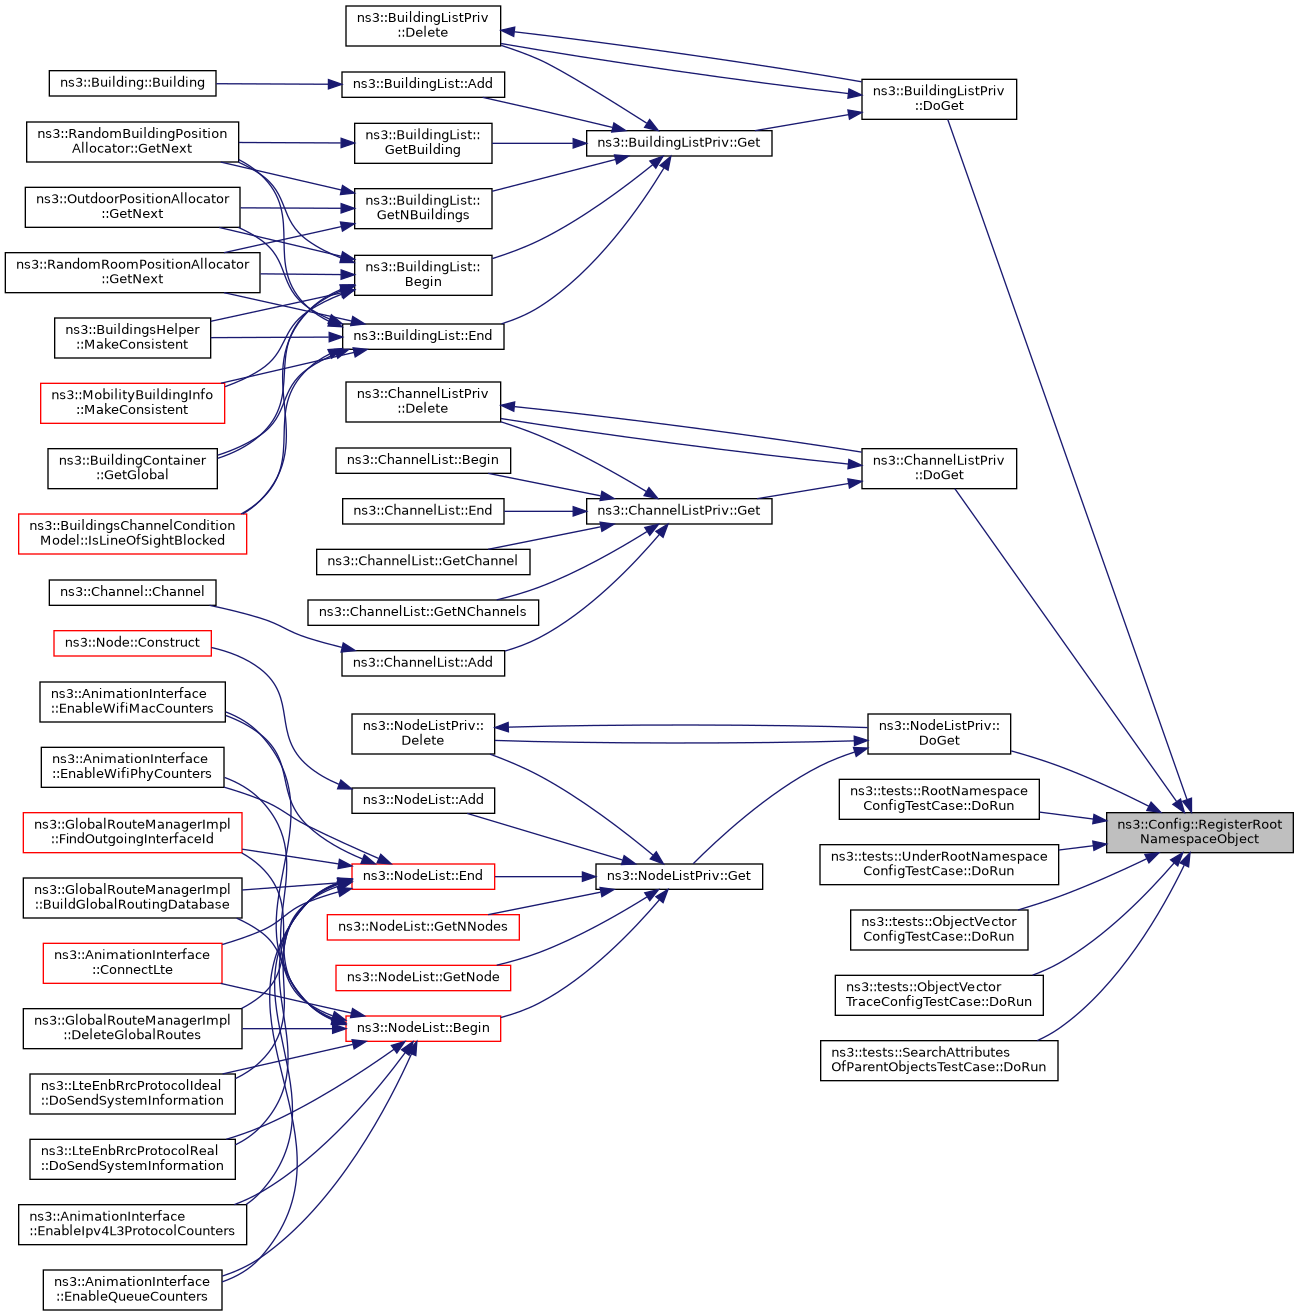 ns3::BuildingListPriv
::Delete
ns3::Building::Building
ns3::BuildingList::Add
ns3::BuildingListPriv
::DoGet
ns3::RandomBuildingPosition
Allocator::GetNext
ns3::BuildingList::
GetBuilding
ns3::BuildingListPriv::Get
ns3::OutdoorPositionAllocator
::GetNext
ns3::BuildingList::
GetNBuildings
ns3::RandomRoomPositionAllocator
::GetNext
ns3::BuildingList::
Begin
ns3::BuildingsHelper
::MakeConsistent
ns3::BuildingList::End
ns3::MobilityBuildingInfo
::MakeConsistent
ns3::ChannelListPriv
::Delete
ns3::BuildingContainer
::GetGlobal
ns3::ChannelList::Begin
ns3::ChannelListPriv
::DoGet
ns3::BuildingsChannelCondition
Model::IsLineOfSightBlocked
ns3::ChannelList::End
ns3::ChannelListPriv::Get
ns3::ChannelList::GetChannel
ns3::Channel::Channel
ns3::ChannelList::GetNChannels
ns3::Node::Construct
ns3::ChannelList::Add
ns3::AnimationInterface
::EnableWifiMacCounters
ns3::NodeListPriv::
Delete
ns3::NodeListPriv::
DoGet
ns3::AnimationInterface
::EnableWifiPhyCounters
ns3::NodeList::Add
ns3::tests::RootNamespace
ConfigTestCase::DoRun
ns3::Config::RegisterRoot
NamespaceObject
ns3::GlobalRouteManagerImpl
::FindOutgoingInterfaceId
ns3::tests::UnderRootNamespace
ConfigTestCase::DoRun
ns3::NodeList::End
ns3::NodeListPriv::Get
ns3::GlobalRouteManagerImpl
::BuildGlobalRoutingDatabase
ns3::NodeList::GetNNodes
ns3::tests::ObjectVector
ConfigTestCase::DoRun
ns3::AnimationInterface
::ConnectLte
ns3::NodeList::GetNode
ns3::tests::ObjectVector
TraceConfigTestCase::DoRun
ns3::GlobalRouteManagerImpl
::DeleteGlobalRoutes
ns3::NodeList::Begin
ns3::tests::SearchAttributes
OfParentObjectsTestCase::DoRun
ns3::LteEnbRrcProtocolIdeal
::DoSendSystemInformation
ns3::LteEnbRrcProtocolReal
::DoSendSystemInformation
ns3::AnimationInterface
::EnableIpv4L3ProtocolCounters
ns3::AnimationInterface
::EnableQueueCounters